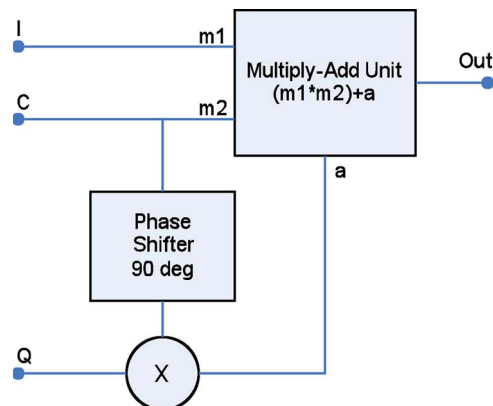 I
m1
Multiply-Add Unit
(m1*m2)+a
Out
C
m2
a
Phase
Shifter
90 deg
Q
X